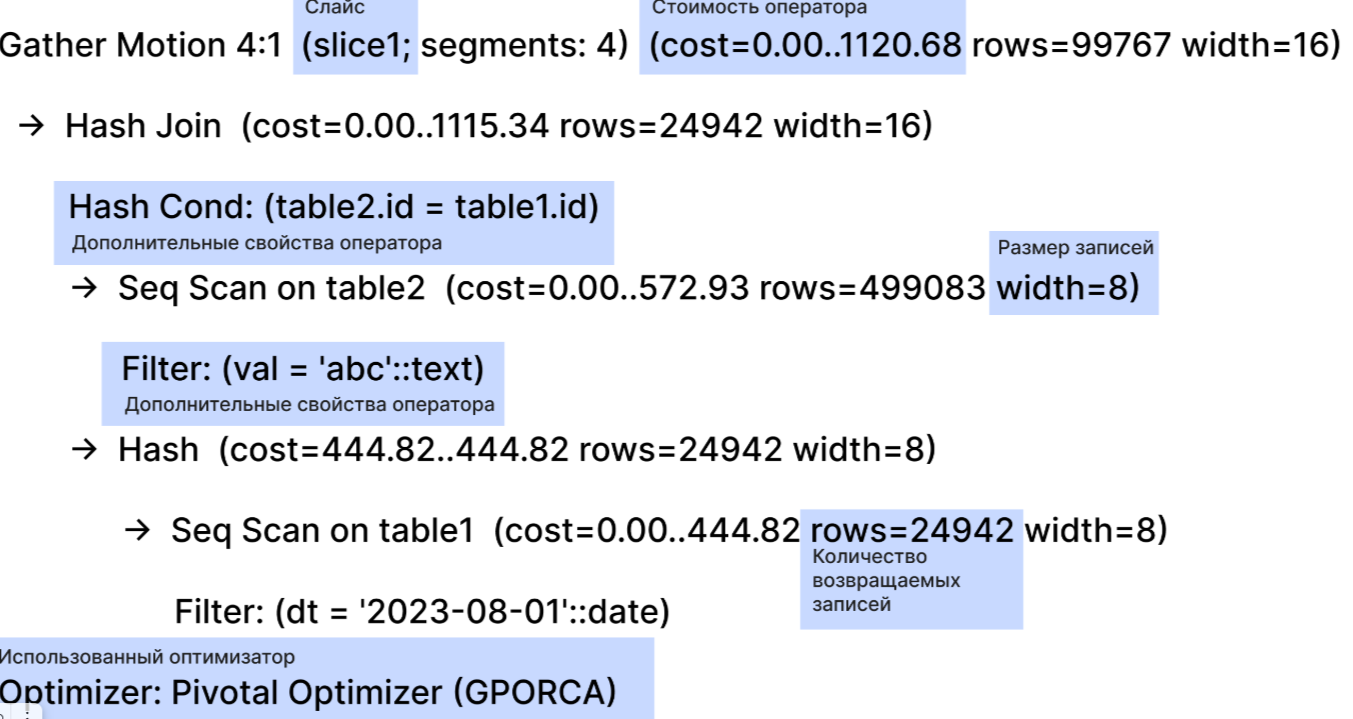 Слайс
Стоимость оператора
Gather Motion 4:1 (slice1; segments: 4) (cost=0.00..1120.68 rows=99767 width=16)
→ Hash Join (cost=0.00..1115.34 rows=24942 width=16)
Hash Cond: (table2.id = table1.id)
Дополнительные свойства оператора
Размер записей
→ Seq Scan on table2 (cost=0.00..572.93 rows=499083 width=8)
Filter: (val = 'abc'::text)
Дополнительные свойства оператора
→ Hash (cost=444.82..444.82 rows=24942 width=8)
→ Seq Scan on table1 (cost=0.00..444.82 rows=24942 width=8)
Количество
возвращаемых
записей
Filter: (dt = '2023-08-01'::date)
Использованный оптимизатор
Optimizer: Pivotal Optimizer (GPORCA)